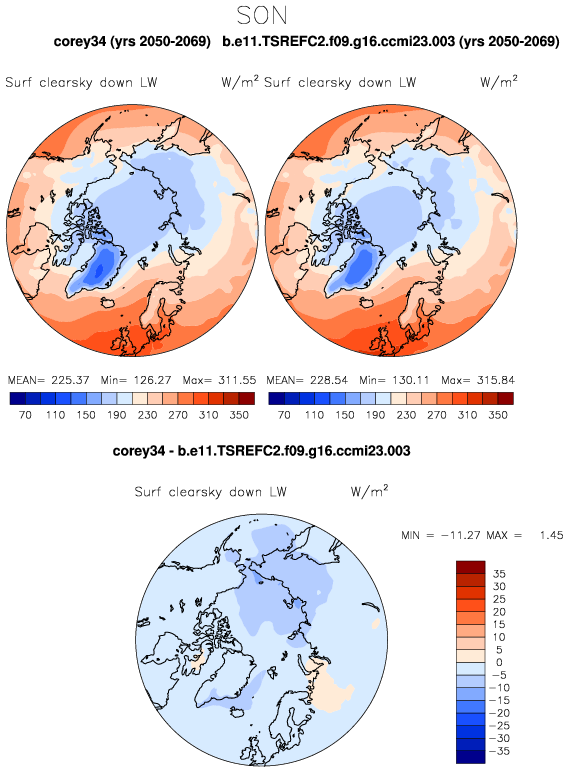 SON
corey34 (yrs 2050-2069) b.e11.TSREFC2.f09.g16.ccmi23.003 (yrs 2050-2069)
Surf clearsky down LW W/m² Surf clearsky down LW W/m²
MEAN= 225.37 Min= 126.27 Max= 311.55 MEAN= 228.54 Min= 130.11 Max= 315.84
70 110 150 190 230 270 310 350 70 110 150 190 230 270 310 350
corey34 - b.e11.TSREFC2.f09.g16.ccmi23.003
Surf clearsky down LW W/m²
MIN = -11.27 MAX = 1.45
35
30
25
20
15
10
5
0
-5
-10
-15
-20
-25
-30
-35